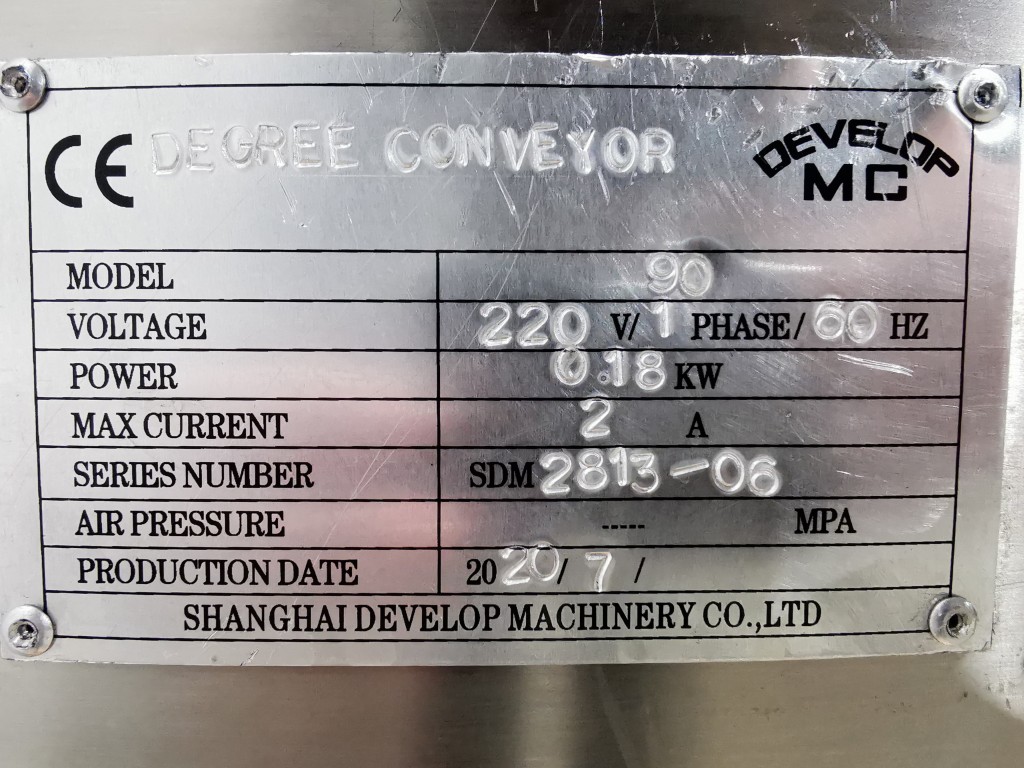 CE DEGREE CONVEYOR DEVELOP
MC
MODEL 90
VOLTAGE 220 V/ 1 PHASE/ 60 HZ
POWER 0.18 KW
MAX CURRENT 2 A
SERIES NUMBER SDM 2813-06
AIR PRESSURE ----- MPA
PRODUCTION DATE 2020/ 7 /
SHANGHAI DEVELOP MACHINERY CO.,LTD